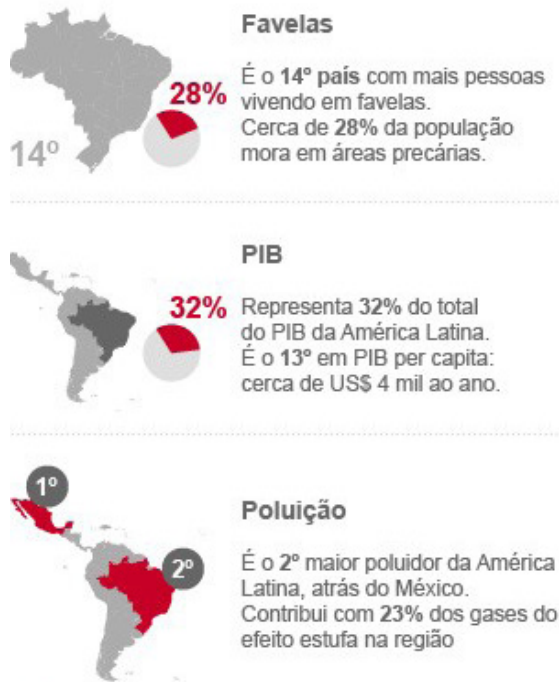 Favelas
É o 14º país com mais pessoas
vivendo em favelas.
Cerca de 28% da população
mora em áreas precárias.
28%
14º
PIB
Representa 32% do total
do PIB da América Latina.
É o 13º em PIB per capita:
cerca de US$ 4 mil ao ano.
32%
Poluição
É o 2º maior poluidor da América
Latina, atrás do México.
Contribui com 23% dos gases do
efeito estufa na região
1º
2º